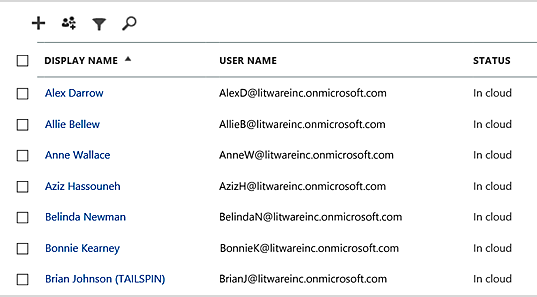 DISPLAY NAME USER NAME STATUS
Alex Darrow AlexD@litwareinc.onmicrosoft.com In cloud
Allie Bellew AllieB@litwareinc.onmicrosoft.com In cloud
Anne Wallace AnneW@litwareinc.onmicrosoft.com In cloud
Aziz Hassouneh AzizH@litwareinc.onmicrosoft.com In cloud
Belinda Newman BelindaN@litwareinc.onmicrosoft.com In cloud
Bonnie Kearney BonnieK@litwareinc.onmicrosoft.com In cloud
Brian Johnson (TAILSPIN) BrianJ@litwareinc.onmicrosoft.com In cloud